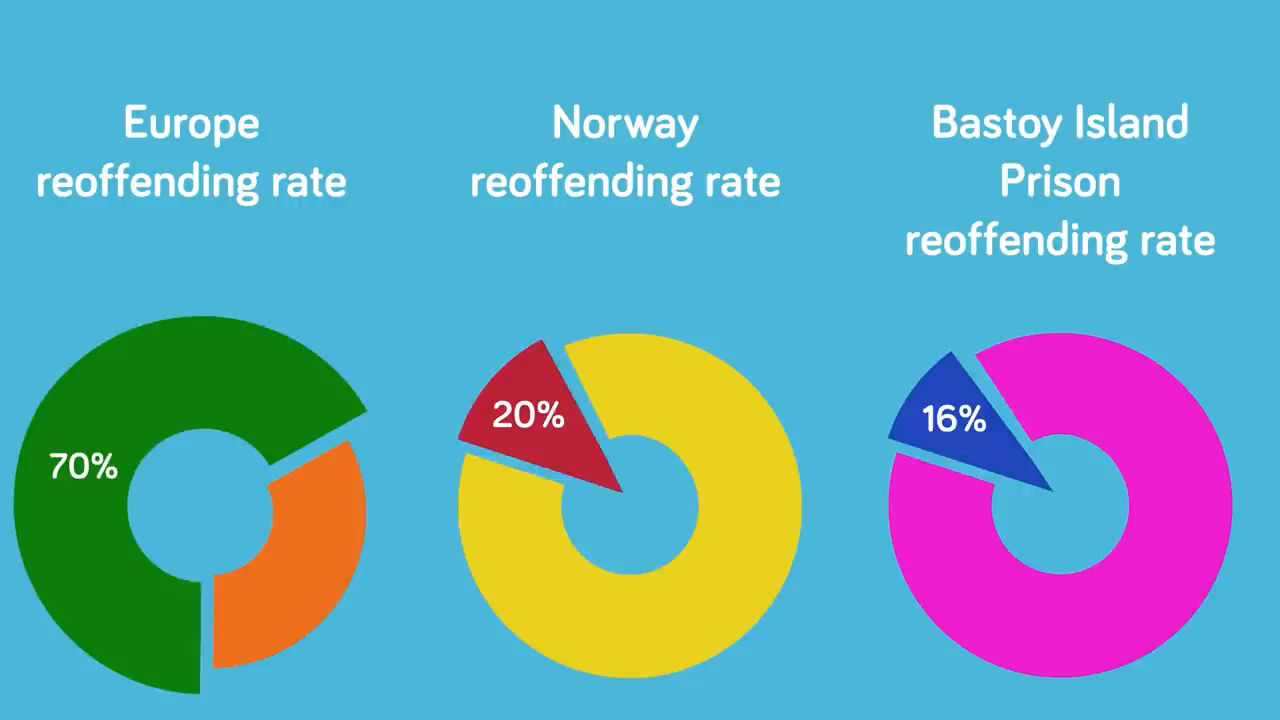 Europe
reoffending rate
70%
Norway
reoffending rate
20%
Bastoy Island
Prison
reoffending rate
16%